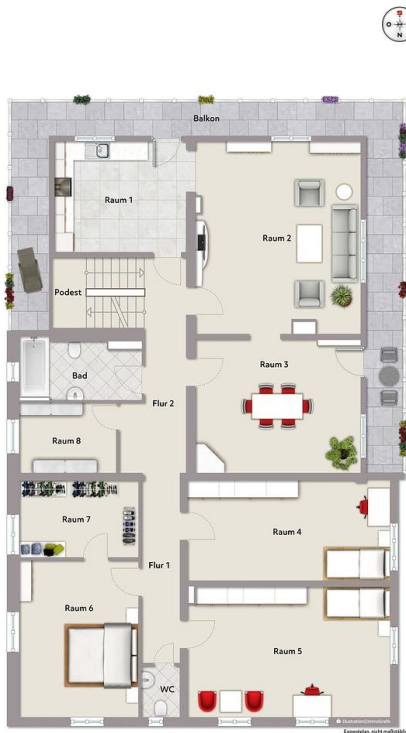 O
N
Balkon
Raum 1
Raum 2
Podest
Raum 3
Bad
Flur 2
Raum 8
Raum 7
Raum 4
Flur 1
Raum 6
Raum 5
WC